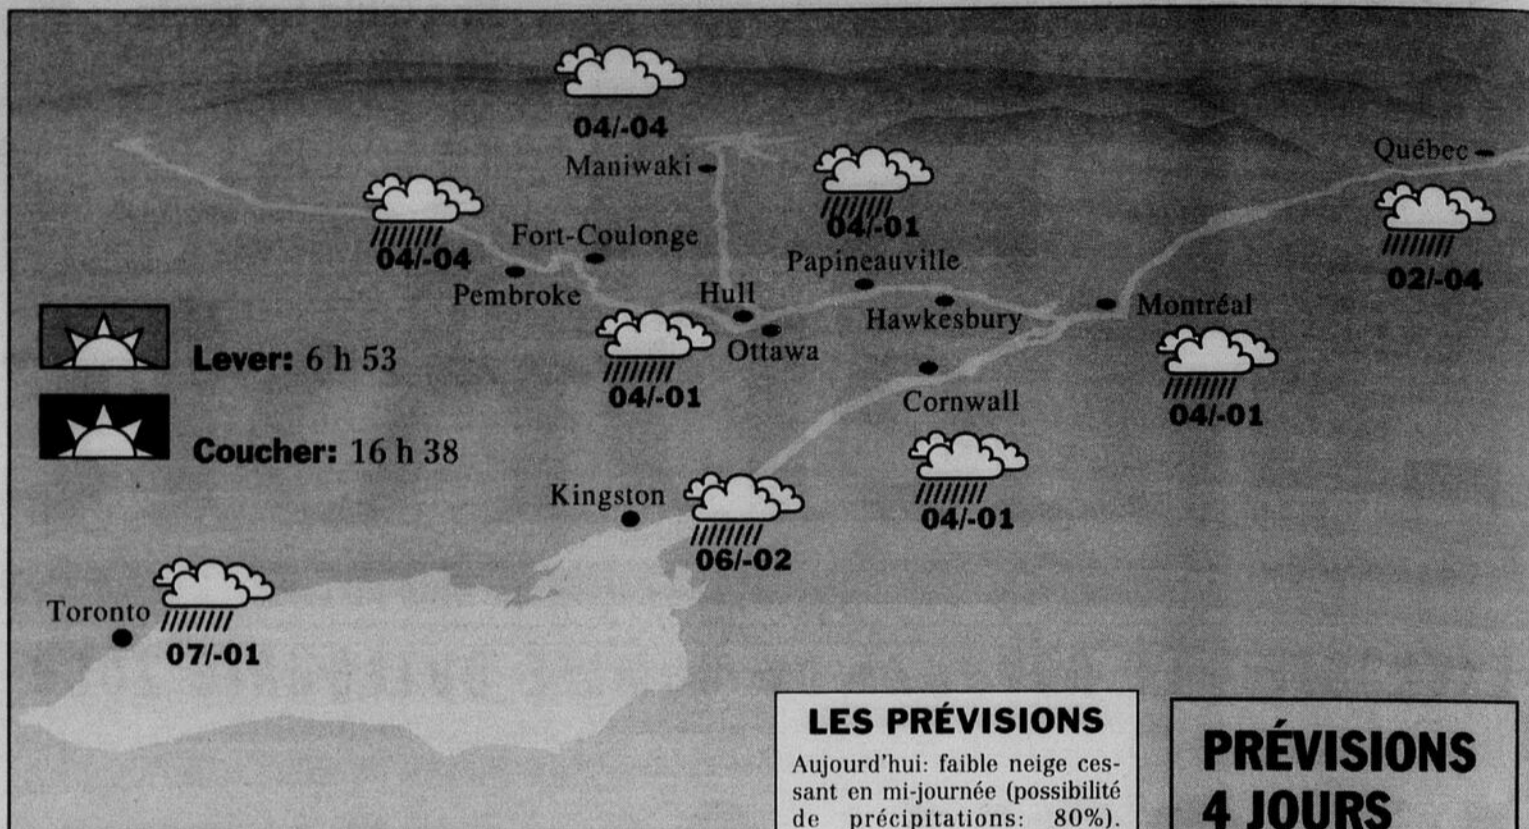 04/-04
Maniwaki
Québec
04/-01
02/-04
04/-04
Fort-Coulonge
Pembroke
Papineauville
Hull
Hawkesbury
Montréal
Ottawa
04/-01
04/-01
Cornwall
04/-01
Lever: 6 h 53
Coucher: 16 h 38
Kingston
06/-02
Toronto
07/-01
LES PRÉVISIONS
Aujourd'hui: faible neige ces-
sant en mi-journée (possibilité
de précipitations: 80%).
PRÉVISIONS
4 JOURS